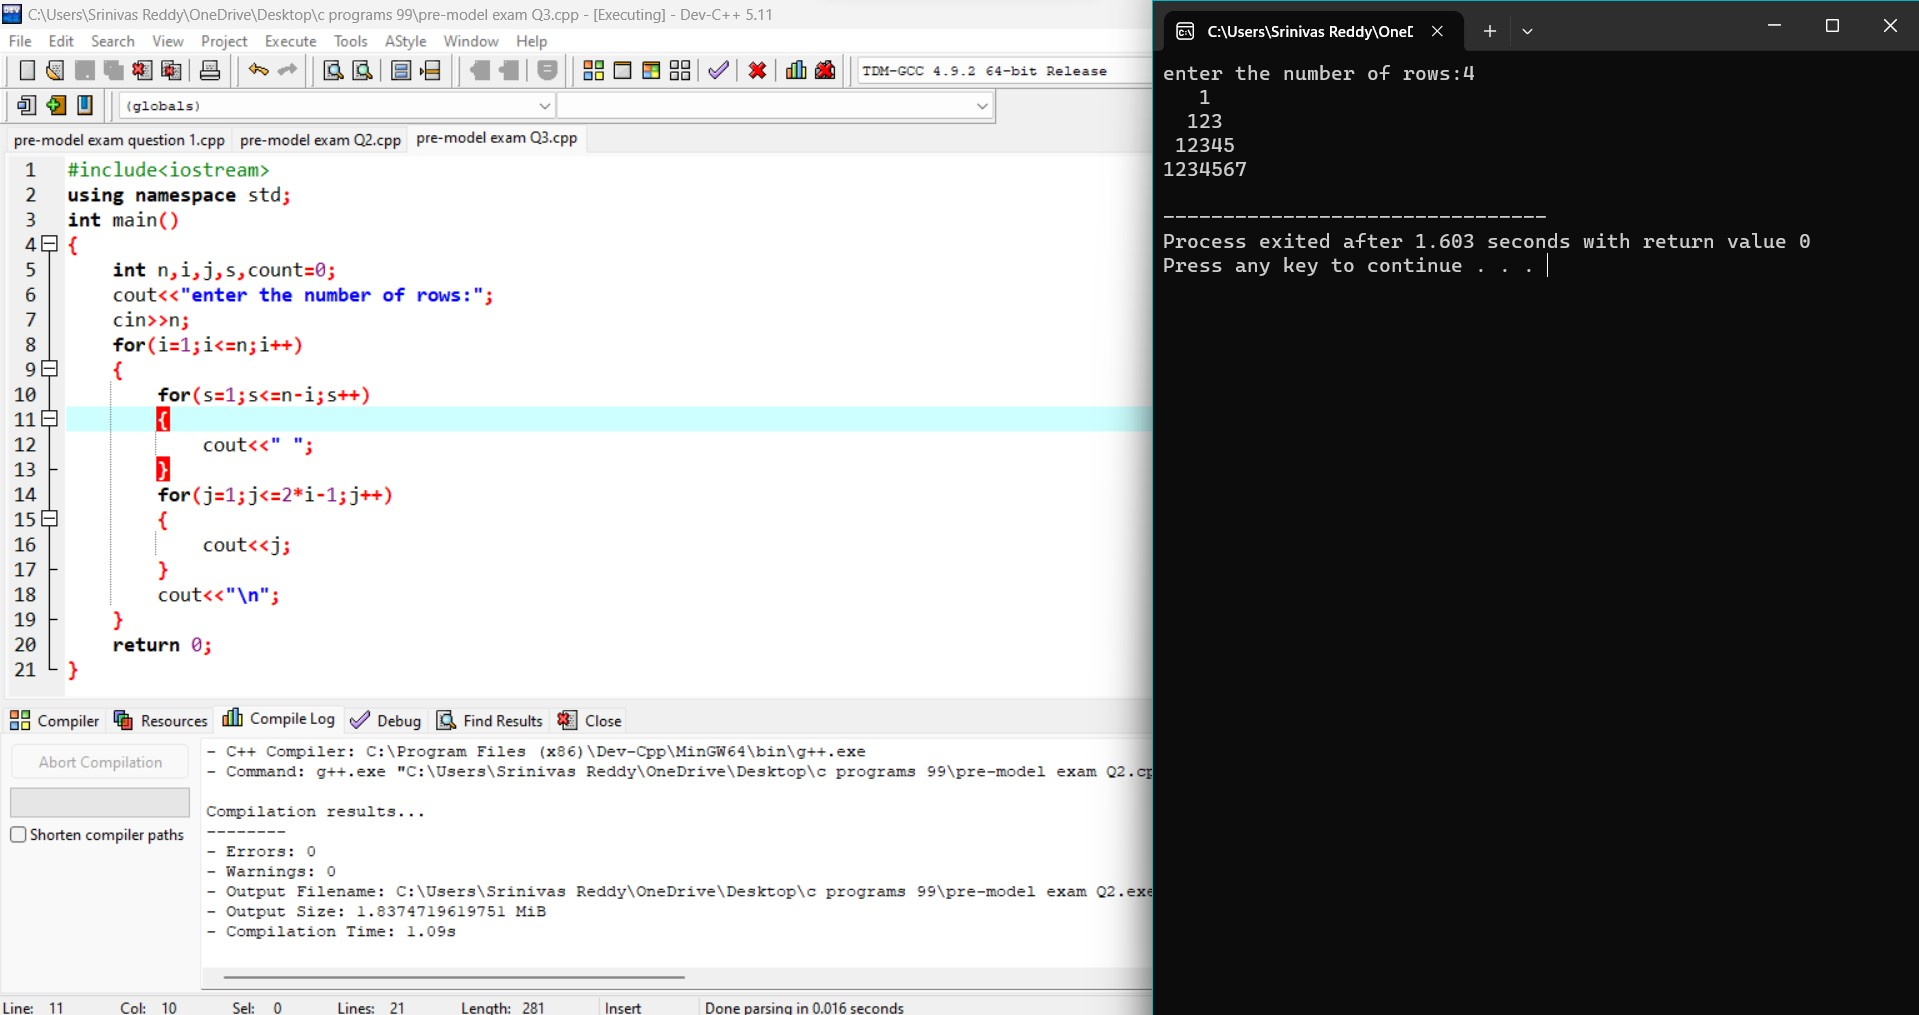 C:\Users\Srinivas Reddy\OneDrive\Desktop\c programs 99\pre-model exam Q3.cpp - [Executing] - Dev-C++ 5.11
File Edit Search View Project Execute Tools AStyle Window Help
TDM-GCC 4.9.2 64-bit Release
(globals)
pre-model exam question 1.cpp pre-model exam Q2.cpp pre-model exam Q3.cpp
1 #include<iostream>
2 using namespace std;
3 int main()
4 {
5 int n,i,j,s,count=0;
6 cout<<"enter the number of rows:";
7 cin>>n;
8 for(i=1;i<=n;i++)
9 {
10 for(s=1;s<=n-i;s++)
11 {
12 cout<<" ";
13 }
14 for(j=1;j<=2*i-1;j++)
15 {
16 cout<<j;
17 }
18 cout<<"\n";
19 }
20 return 0;
21 }
Compiler Resources Compile Log Debug Find Results Close
Abort Compilation
Shorten compiler paths
- C++ Compiler: C:\Program Files (x86)\Dev-Cpp\MinGW64\bin\g++.exe
- Command: g++.exe "C:\Users\Srinivas Reddy\OneDrive\Desktop\c programs 99\pre-model exam Q2.cp
Compilation results...
--------
- Errors: 0
- Warnings: 0
- Output Filename: C:\Users\Srinivas Reddy\OneDrive\Desktop\c programs 99\pre-model exam Q2.exe
- Output Size: 1.8374719619751 MiB
- Compilation Time: 1.09s
Line: 11 Col: 10 Sel: 0 Lines: 21 Length: 281 Insert Done parsing in 0.016 seconds
C:\Users\Srinivas Reddy\OneD
enter the number of rows:4
   1
  123
 12345
1234567
--------------------------------
Process exited after 1.603 seconds with return value 0
Press any key to continue . . .